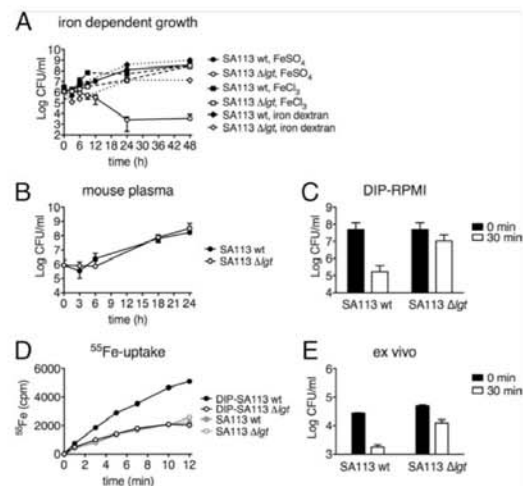 A iron dependent growth
Log CFU/ml
10
9
8
7
6
5
4
3
2
0 6 12 18 24 30 36 42 48
time (h)
SA113 wt, FeSO₄
SA113 Δlgt, FeSO₄
SA113 wt, FeCl₃
SA113 Δlgt, FeCl₃
SA113 wt, iron dextran
SA113 Δlgt, iron dextran
B mouse plasma
Log CFU/ml
10
9
8
7
6
5
4
0 3 6 9 12 15 18 21 24
time (h)
SA113 wt
SA113 Δlgt
C DIP-RPMI
Log CFU/ml
9
8
7
6
5
4
SA113 wt SA113 Δlgt
0 min
30 min
D ⁵⁵Fe-uptake
⁵⁵Fe (cpm)
6000
4000
2000
0
0 2 4 6 8 10 12
time (min)
DIP-SA113 wt
DIP-SA113 Δlgt
SA113 wt
SA113 Δlgt
E ex vivo
Log CFU/ml
6
5
4
3
SA113 wt SA113 Δlgt
0 min
30 min